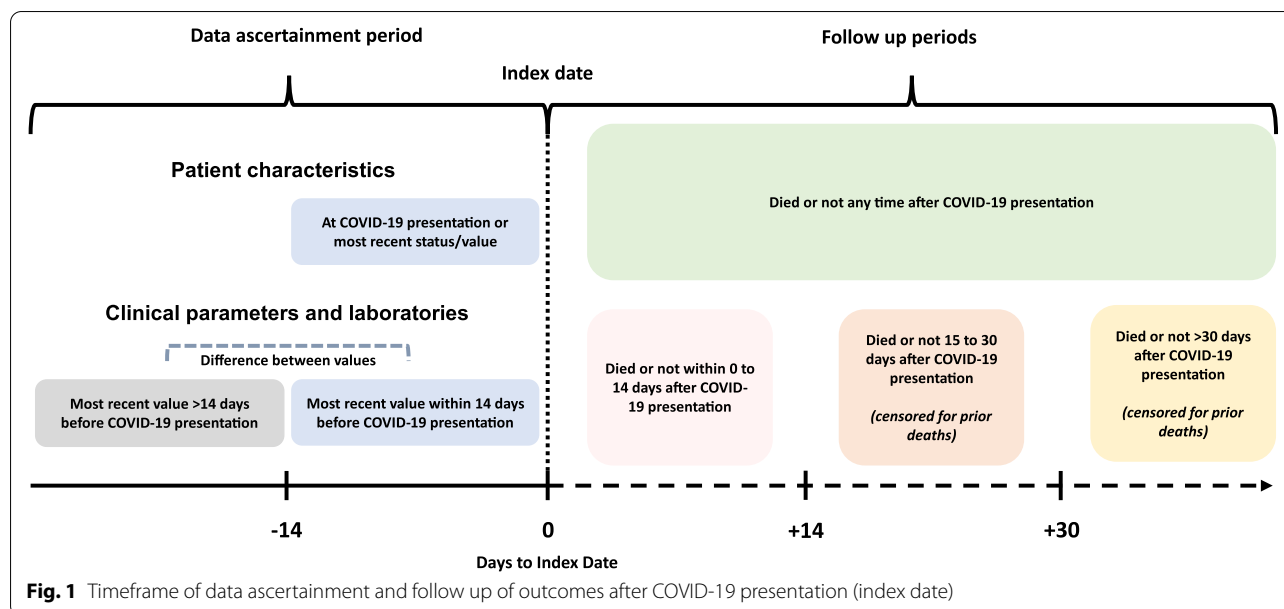 Data ascertainment period
Follow up periods
Index date
Patient characteristics
At COVID-19 presentation or
most recent status/value
Died or not any time after COVID-19 presentation
Clinical parameters and laboratories
Difference between values
Most recent value >14 days
before COVID-19 presentation
Most recent value within 14 days
before COVID-19 presentation
Died or not within 0 to
14 days after COVID-
19 presentation
Died or not 15 to 30
days after COVID-19
presentation
(censored for prior
deaths)
Died or not >30 days
after COVID-19
presentation
(censored for prior
deaths)
-14
0
+14
+30
Days to Index Date
Fig. 1 Timeframe of data ascertainment and follow up of outcomes after COVID-19 presentation (index date)